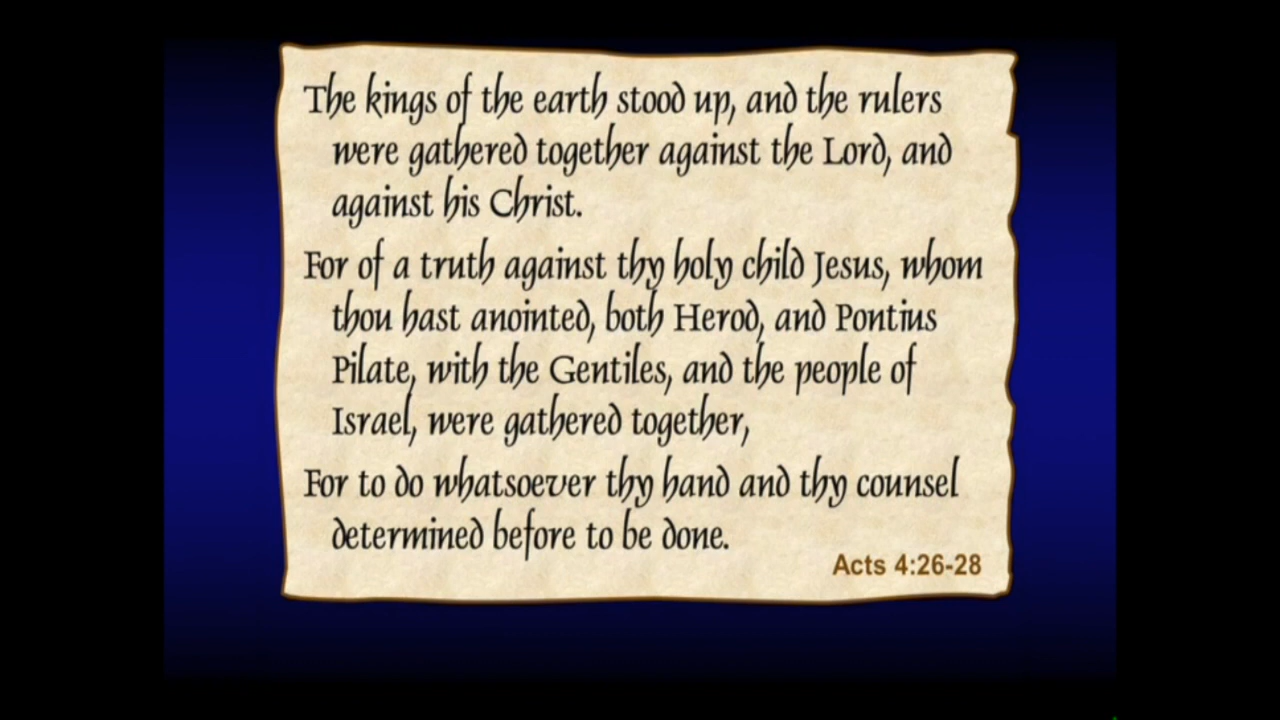 The kings of the earth stood up, and the rulers
were gathered together against the Lord, and
against his Christ.
For of a truth against thy holy child Jesus, whom
thou hast anointed, both Herod, and Pontius
Pilate, with the Gentiles, and the people of
Israel, were gathered together,
For to do whatsoever thy hand and thy counsel
determined before to be done.
Acts 4:26-28